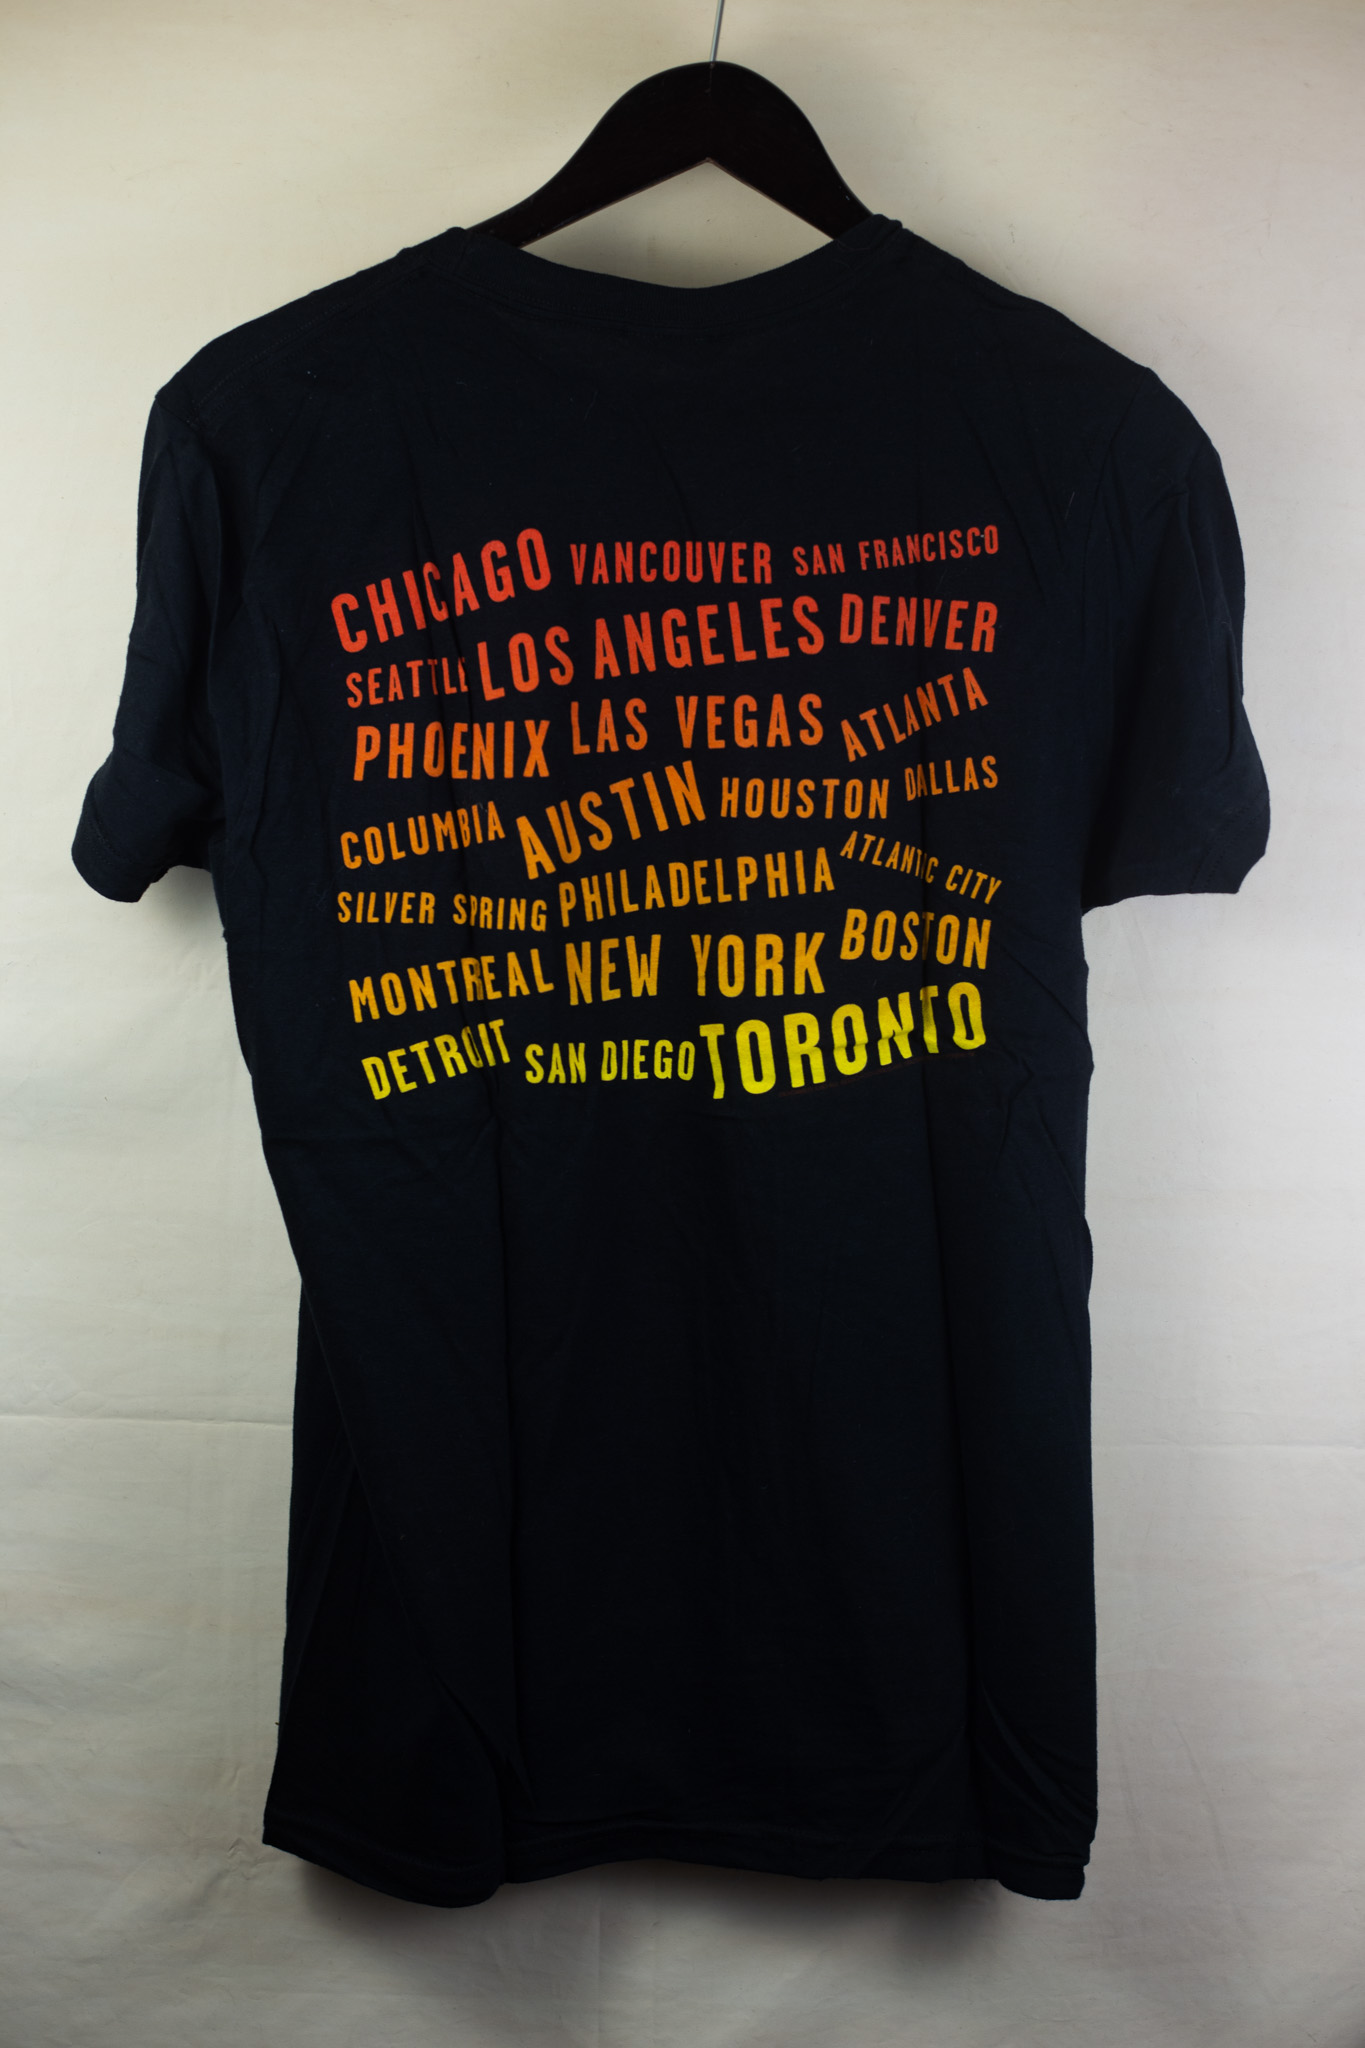 CHICAGO VANCOUVER SAN FRANCISCO
SEATTLE LOS ANGELES DENVER
PHOENIX LAS VEGAS ATLANTA
COLUMBIA AUSTIN HOUSTON DALLAS
SILVER SPRING PHILADELPHIA ATLANTIC CITY
MONTREAL NEW YORK BOSTON
DETROIT SAN DIEGO TORONTO